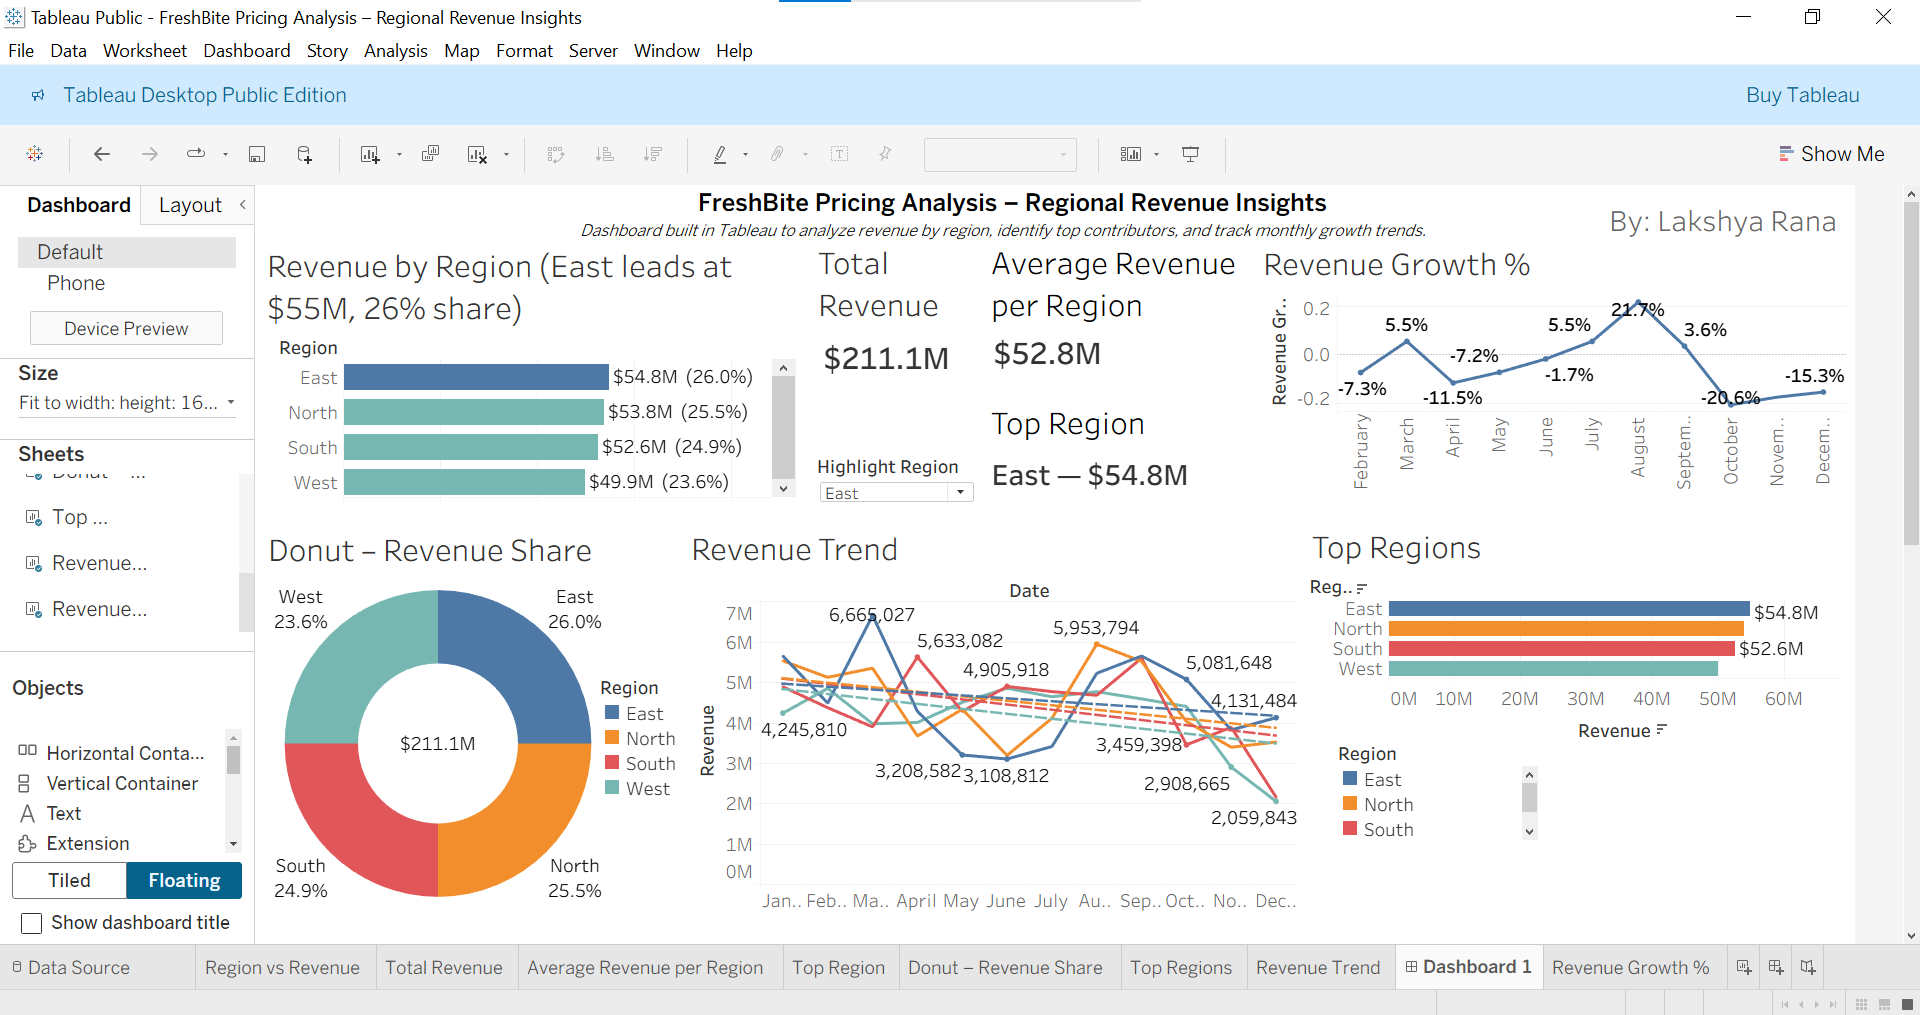 Tableau Public - FreshBite Pricing Analysis – Regional Revenue Insights
File Data Worksheet Dashboard Story Analysis Map Format Server Window Help
Tableau Desktop Public Edition
Buy Tableau
Show Me
Dashboard Layout
Default
Phone
Device Preview
Size
Fit to width: height: 16...
Sheets
Top ...
Revenue...
Revenue...
Objects
Horizontal Conta...
Vertical Container
Text
Extension
Tiled Floating
Show dashboard title
FreshBite Pricing Analysis – Regional Revenue Insights
Dashboard built in Tableau to analyze revenue by region, identify top contributors, and track monthly growth trends.
By: Lakshya Rana
Revenue by Region (East leads at
$55M, 26% share)
Region
East $54.8M (26.0%)
North $53.8M (25.5%)
South $52.6M (24.9%)
West $49.9M (23.6%)
Total
Revenue
$211.1M
Highlight Region
East
Average Revenue
per Region
$52.8M
Top Region
East — $54.8M
Revenue Growth %
Revenue Gr..
0.2
0.0
-0.2
-7.3%
5.5%
-11.5%
-7.2%
-1.7%
5.5%
21.7%
3.6%
-20.6%
-15.3%
February
March
April
May
June
July
August
Septem..
October
Novem..
Decem..
Donut – Revenue Share
West
23.6%
East
26.0%
$211.1M
South
24.9%
North
25.5%
Region
East
North
South
West
Revenue Trend
Date
Revenue
7M
6M
5M
4M
3M
2M
1M
0M
6,665,027
5,633,082
5,953,794
4,905,918
5,081,648
4,131,484
4,245,810
3,459,398
3,208,582
3,108,812
2,908,665
2,059,843
Jan.. Feb.. Ma.. April May June July Au.. Sep.. Oct.. No.. Dec..
Top Regions
Reg..
East $54.8M
North
South $52.6M
West
0M 10M 20M 30M 40M 50M 60M
Revenue
Region
East
North
South
Data Source Region vs Revenue Total Revenue Average Revenue per Region Top Region Donut – Revenue Share Top Regions Revenue Trend Dashboard 1 Revenue Growth %